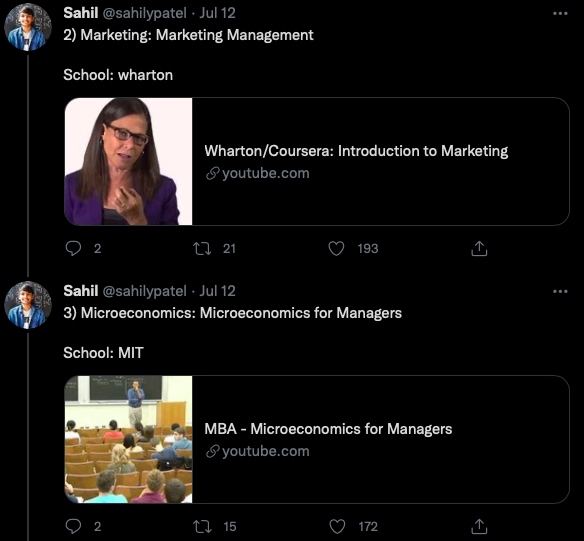 Sahil @sahilypatel · Jul 12
2) Marketing: Marketing Management
School: wharton
Wharton/Coursera: Introduction to Marketing
youtube.com
2 21 193
Sahil @sahilypatel · Jul 12
3) Microeconomics: Microeconomics for Managers
School: MIT
MBA - Microeconomics for Managers
youtube.com
2 15 172